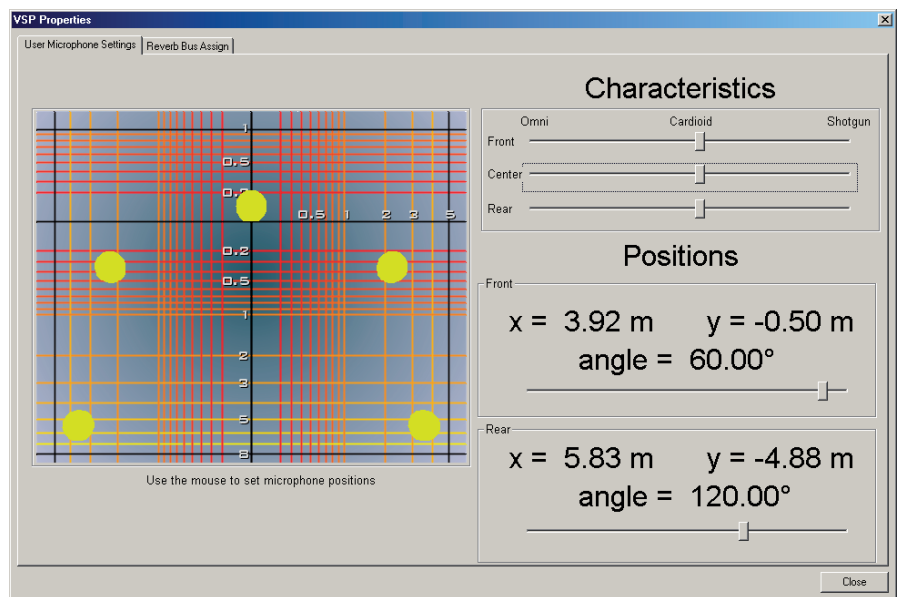 VSP Properties
User Microphone Settings
Reverb Bus Assign
1
0.5
0.2
0.5 1 2 3 5
0.2
0.5
1
2
3
5
8
Use the mouse to set microphone positions
Characteristics
Omni Cardioid Shotgun
Front
Center
Rear
Positions
Front
x = 3.92 m y = -0.50 m
angle = 60.00°
Rear
x = 5.83 m y = -4.88 m
angle = 120.00°
Close